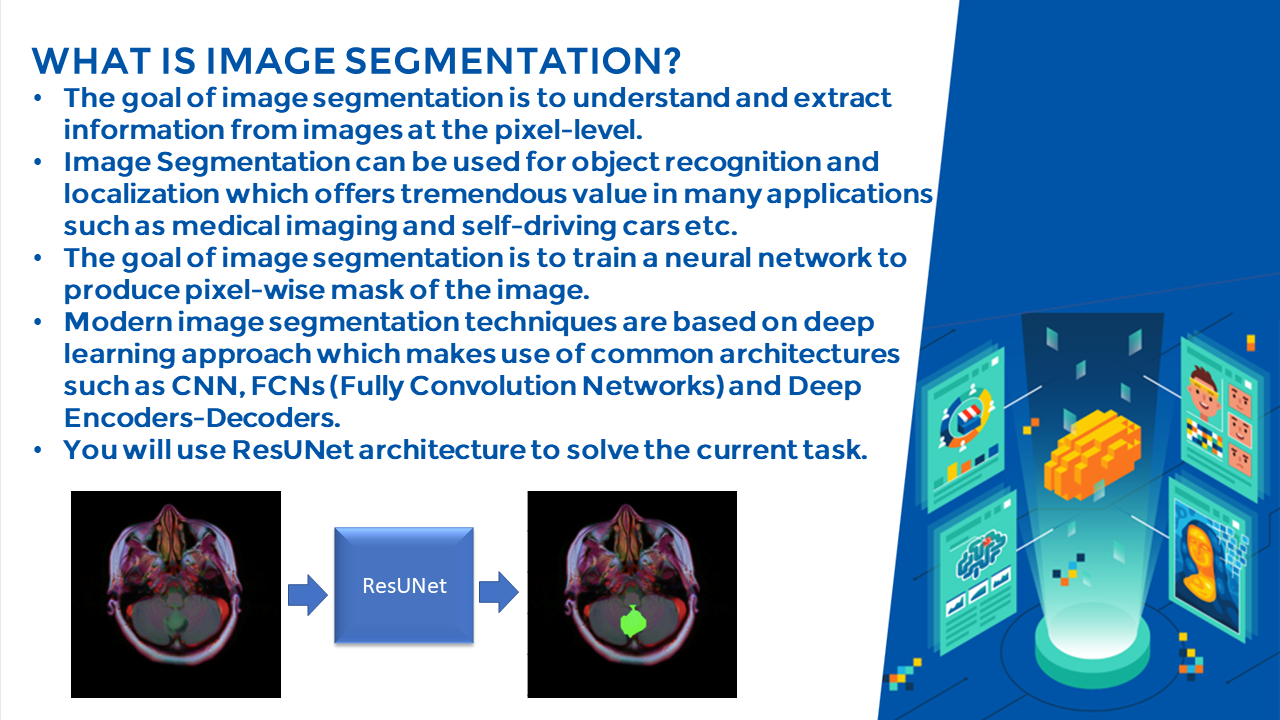 WHAT IS IMAGE SEGMENTATION?
• The goal of image segmentation is to understand and extract
information from images at the pixel-level.
• Image Segmentation can be used for object recognition and
localization which offers tremendous value in many applications
such as medical imaging and self-driving cars etc.
• The goal of image segmentation is to train a neural network to
produce pixel-wise mask of the image.
• Modern image segmentation techniques are based on deep
learning approach which makes use of common architectures
such as CNN, FCNs (Fully Convolution Networks) and Deep
Encoders-Decoders.
• You will use ResUNet architecture to solve the current task.
ResUNet